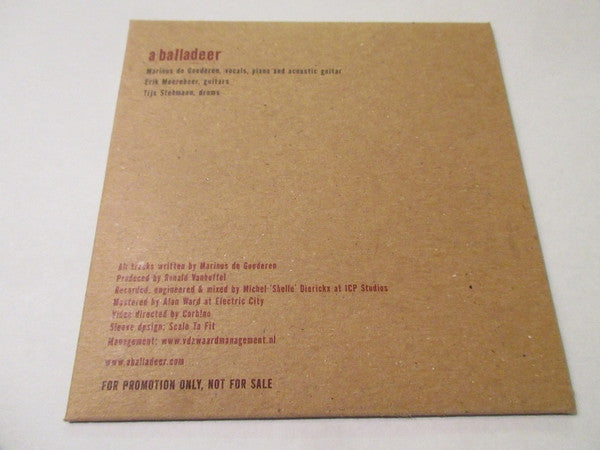 a balladeer
Marinus de Goederen, vocals, piano and acoustic guitar
Erik Meereboer, guitars
Tijs Stehmann, drums
All tracks written by Marinus de Goederen
Produced by Ronald Vanhuffel
Recorded, engineered & mixed by Michel 'Shelle' Dierickx at ICP Studios
Mastered by Alan Ward at Electric City
Video directed by Corbino
Sleeve design: Scale To Fit
Management: www.vdzwaardmanagement.nl
www.aballadeer.com
FOR PROMOTION ONLY, NOT FOR SALE